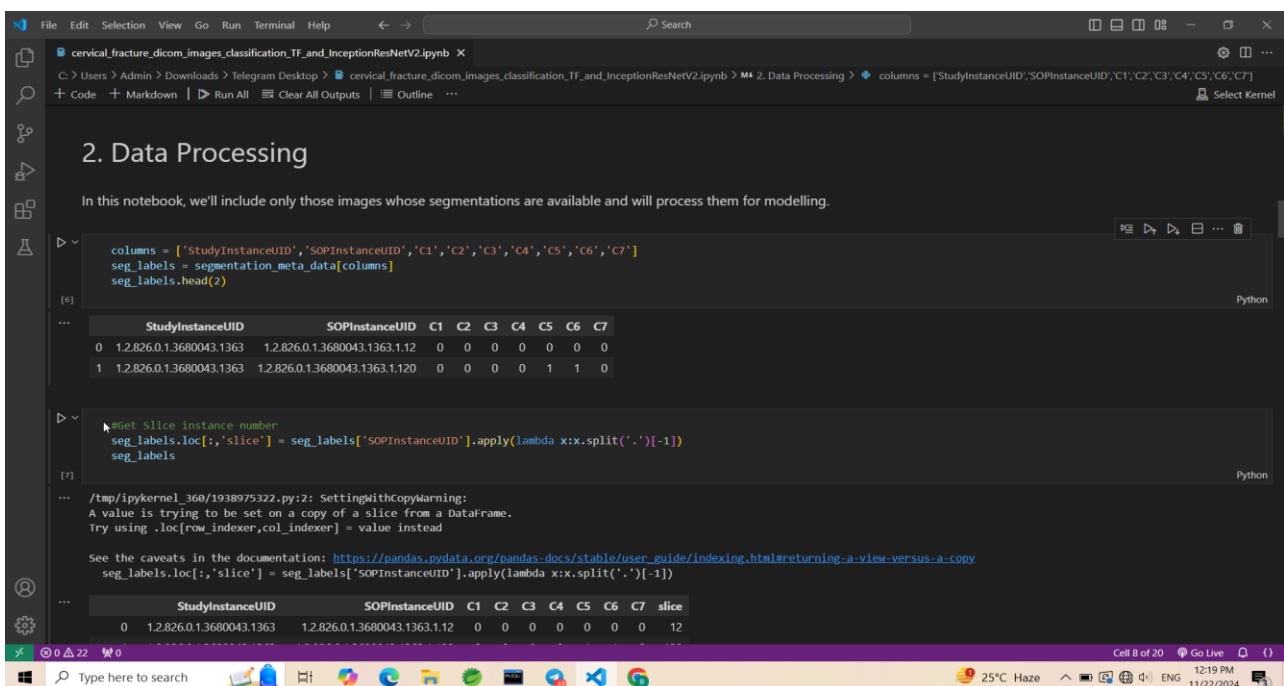 File Edit Selection View Go Run Terminal Help
Search
cervical_fracture_dicom_images_classification_TF_and_InceptionResNetV2.ipynb
C: > Users > Admin > Downloads > Telegram Desktop > cervical_fracture_dicom_images_classification_TF_and_InceptionResNetV2.ipynb > M↓ 2. Data Processing > columns = ['StudyInstanceUID','SOPInstanceUID','C1','C2','C3','C4','C5','C6','C7']
+ Code + Markdown | Run All Clear All Outputs | Outline ...
Select Kernel
2. Data Processing
In this notebook, we'll include only those images whose segmentations are available and will process them for modelling.
columns = ['StudyInstanceUID','SOPInstanceUID','C1','C2','C3','C4','C5','C6','C7']
seg_labels = segmentation_meta_data[columns]
seg_labels.head(2)
[6] Python
... StudyInstanceUID SOPInstanceUID C1 C2 C3 C4 C5 C6 C7
0 1.2.826.0.1.3680043.1363 1.2.826.0.1.3680043.1363.1.12 0 0 0 0 0 0 0
1 1.2.826.0.1.3680043.1363 1.2.826.0.1.3680043.1363.1.120 0 0 0 0 1 1 0
#Get Slice instance number
seg_labels.loc[:,'slice'] = seg_labels['SOPInstanceUID'].apply(lambda x:x.split('.')[-1])
seg_labels
[7] Python
... /tmp/ipykernel_360/1938975322.py:2: SettingWithCopyWarning:
A value is trying to be set on a copy of a slice from a DataFrame.
Try using .loc[row_indexer,col_indexer] = value instead
See the caveats in the documentation: https://pandas.pydata.org/pandas-docs/stable/user_guide/indexing.html#returning-a-view-versus-a-copy
seg_labels.loc[:,'slice'] = seg_labels['SOPInstanceUID'].apply(lambda x:x.split('.')[-1])
... StudyInstanceUID SOPInstanceUID C1 C2 C3 C4 C5 C6 C7 slice
0 1.2.826.0.1.3680043.1363 1.2.826.0.1.3680043.1363.1.12 0 0 0 0 0 0 0 12
0 22 0 Cell 8 of 20 Go Live {}
Type here to search 25°C Haze ENG 12:19 PM
11/22/2024